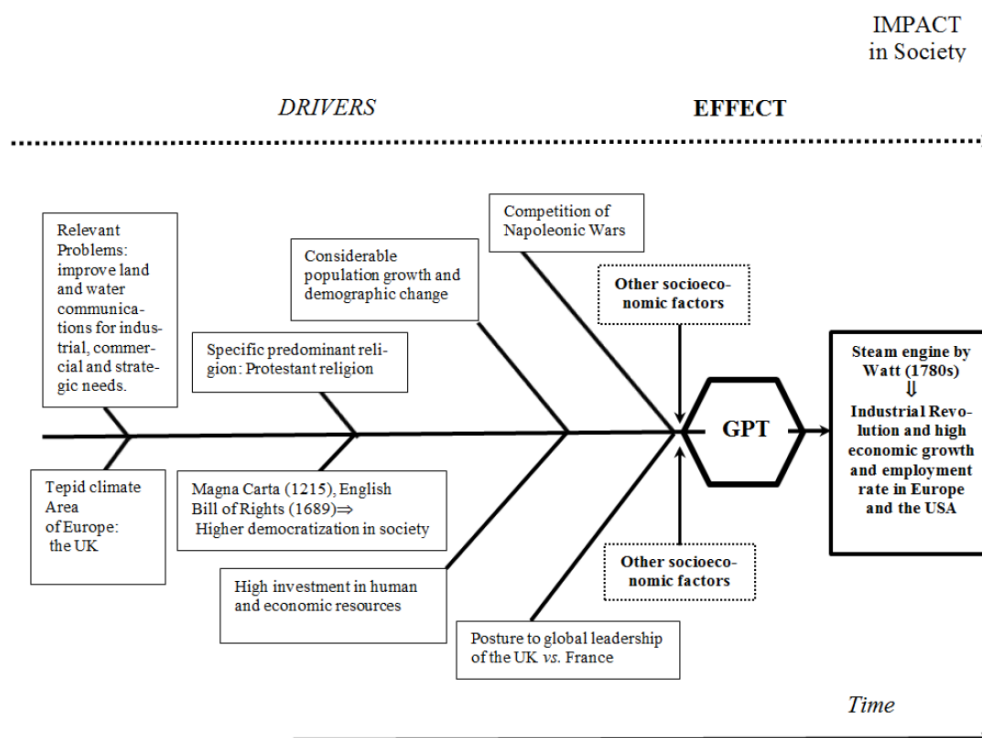 IMPACT
in Society
DRIVERS
EFFECT
Relevant
Problems:
improve land
and water
communica-
tions for indus-
trial, commer-
cial and strate-
gic needs.
Considerable
population growth and
demographic change
Competition of
Napoleonic Wars
Specific predominant reli-
gion: Protestant religion
Other socioeco-
nomic factors
GPT
Steam engine by
Watt (1780s)
⇓
Industrial Revo-
lution and high
economic growth
and employment
rate in Europe
and the USA
Tepid climate
Area
of Europe:
the UK
Magna Carta (1215), English
Bill of Rights (1689)⇒
Higher democratization in society
High investment in human
and economic resources
Other socioeco-
nomic factors
Posture to global leadership
of the UK vs. France
Time